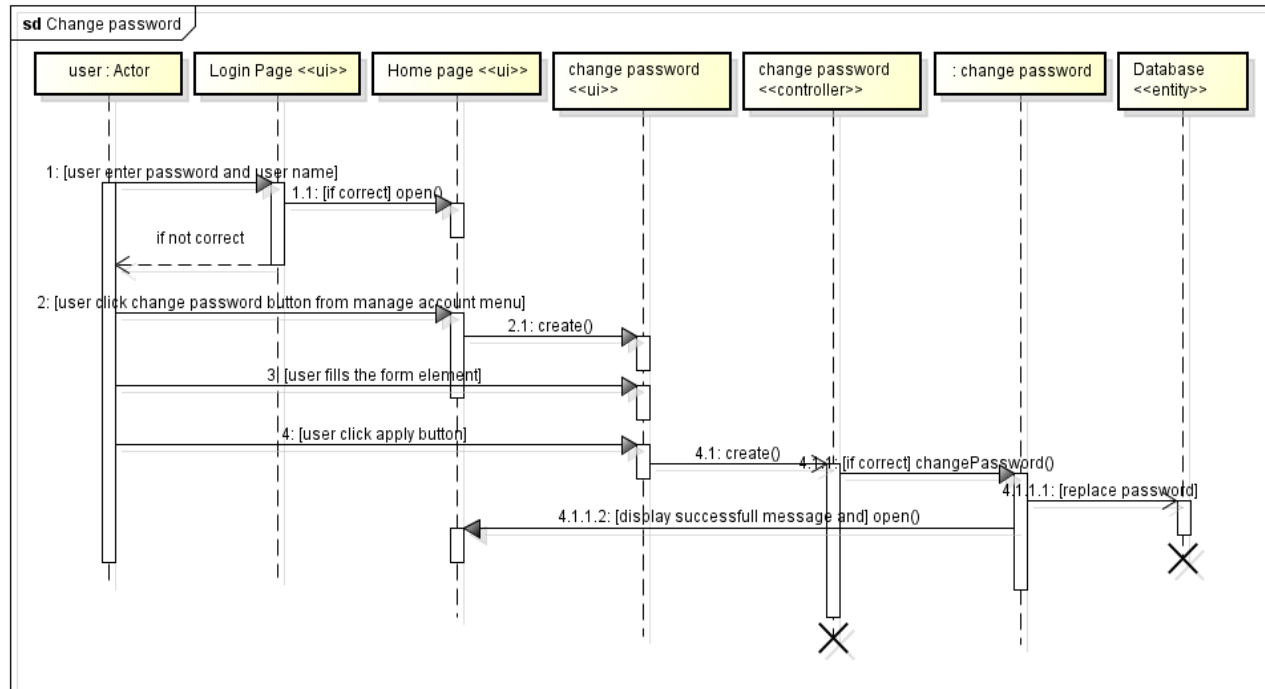 sd Change password
user : Actor
Login Page <<ui>>
Home page <<ui>>
change password
<<ui>>
change password
<<controller>>
: change password
Database
<<entity>>
1: [user enter password and user name]
1.1: [if correct] open()
if not correct
2: [user click change password button from manage account menu]
2.1: create()
3: [user fills the form element]
4: [user click apply button]
4.1: create()
4.1.1: [if correct] changePassword()
4.1.1.1: [replace password]
4.1.1.2: [display successfull message and] open()